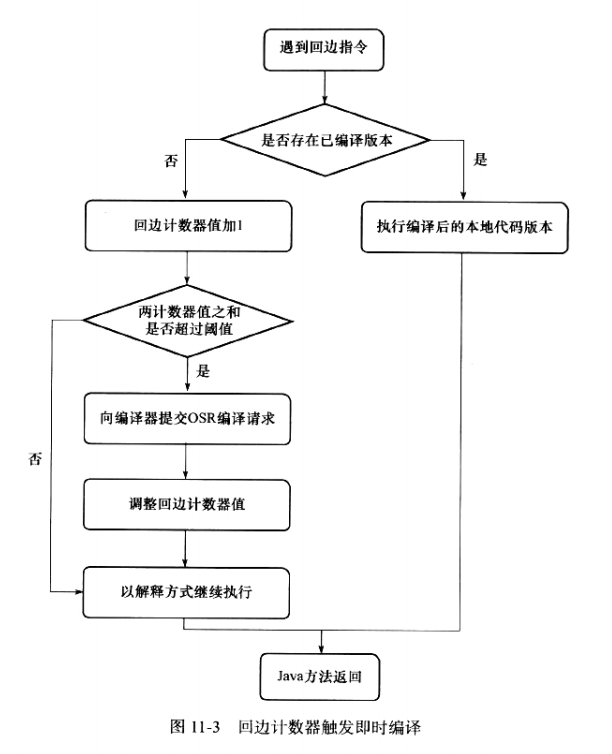 遇到回边指令
是否存在已编译版本
否
是
回边计数器值加1
执行编译后的本地代码版本
两计数器值之和
是否超过阈值
是
向编译器提交OSR编译请求
否
调整回边计数器值
以解释方式继续执行
Java方法返回
图 11-3 回边计数器触发即时编译